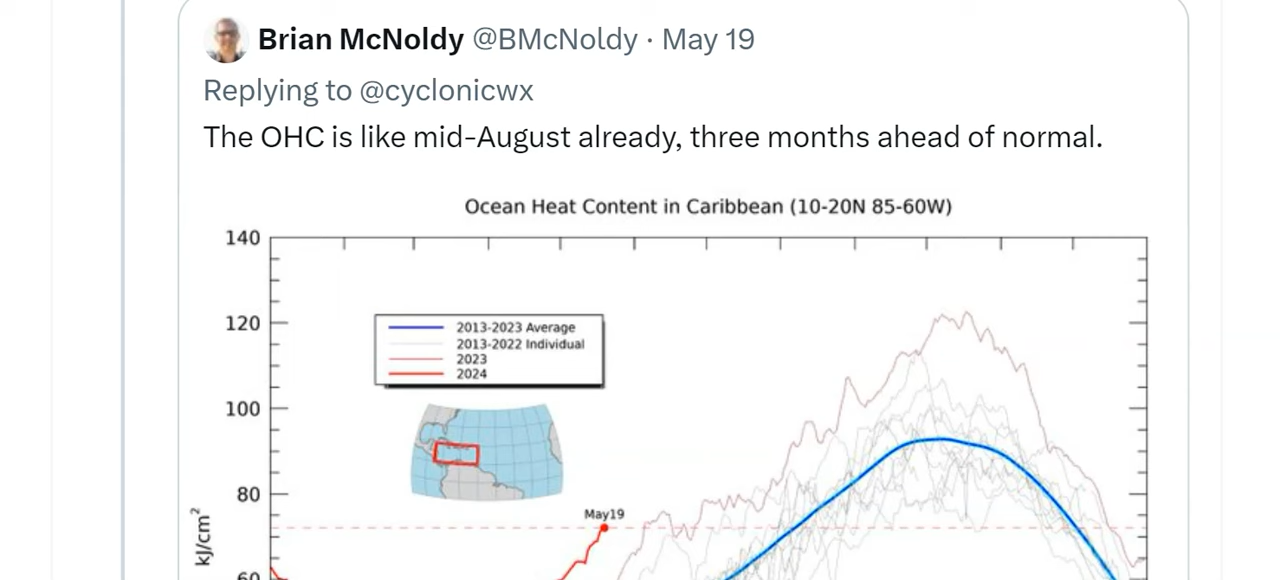 Brian McNoldy @BMcNoldy · May 19
Replying to @cyclonicwx
The OHC is like mid-August already, three months ahead of normal.
Ocean Heat Content in Caribbean (10-20N 85-60W)
140
120
2013-2023 Average
2013-2022 Individual
2023
2024
100
80
May19
kJ/cm²
60